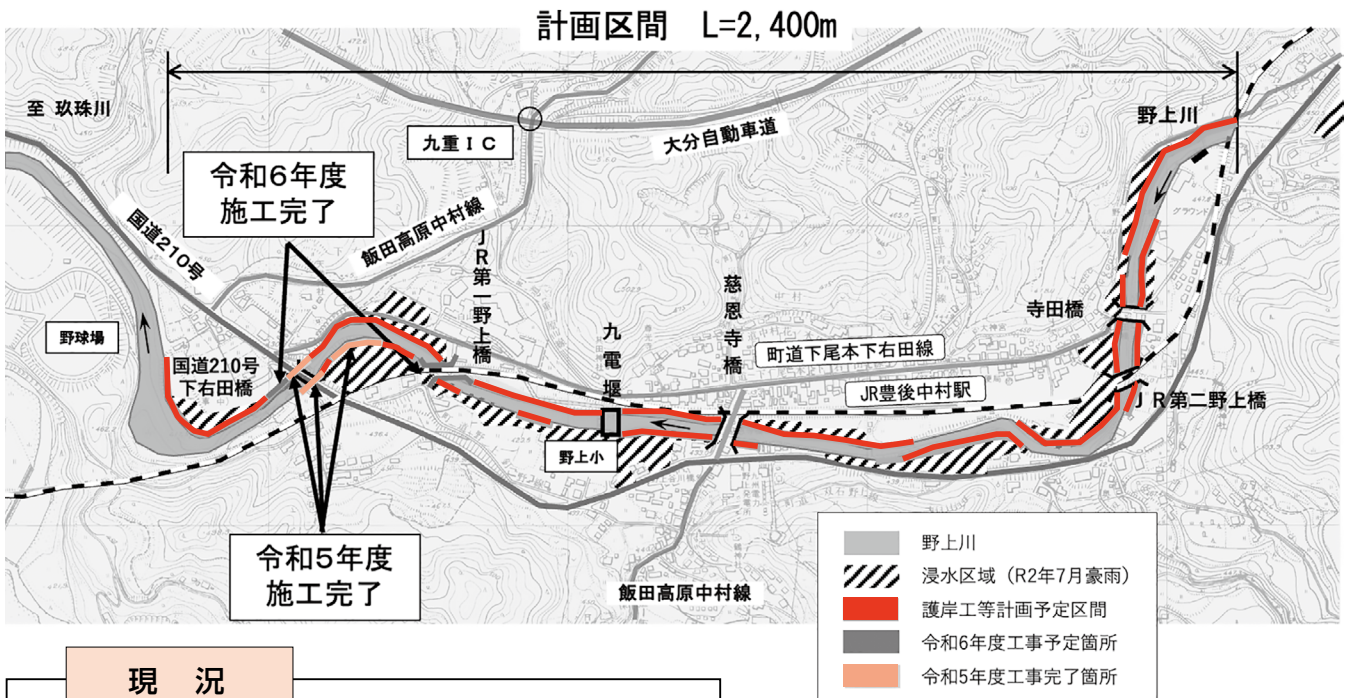 計画区間　L=2,400m
至 玖珠川
野上川
九重ＩＣ
大分自動車道
令和6年度
施工完了
国道210号
飯田高原中村線
ＪＲ第一野上橋
慈恩寺橋
寺田橋
グラウンド
野球場
国道210号
下右田橋
九電堰
町道下尾本下右田線
JR豊後中村駅
ＪＲ第二野上橋
野上小
令和5年度
施工完了
飯田高原中村線
野上川
浸水区域（R2年7月豪雨）
護岸工等計画予定区間
令和6年度工事予定箇所
令和5年度工事完了箇所
現　況